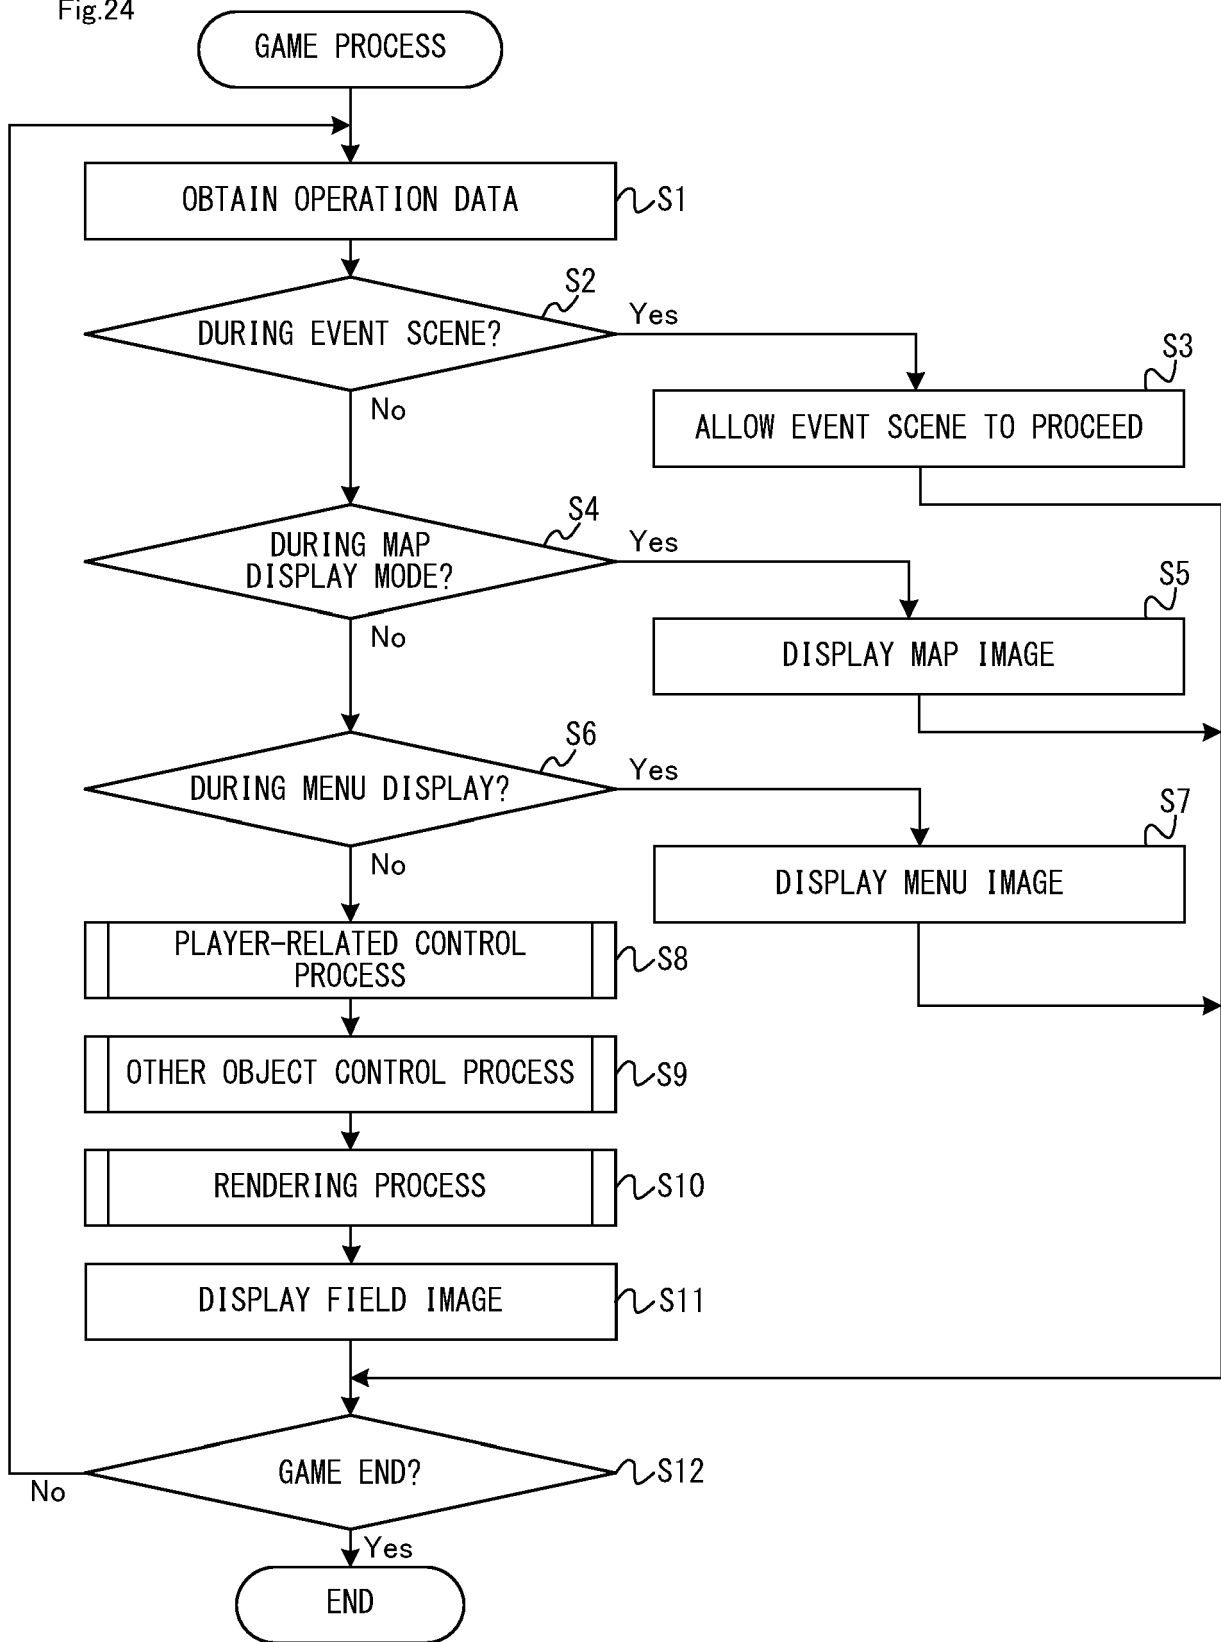 Fig.24
GAME PROCESS
OBTAIN OPERATION DATA
S1
S2
DURING EVENT SCENE?
Yes
No
S3
ALLOW EVENT SCENE TO PROCEED
S4
DURING MAP
DISPLAY MODE?
Yes
No
S5
DISPLAY MAP IMAGE
S6
DURING MENU DISPLAY?
Yes
No
S7
DISPLAY MENU IMAGE
PLAYER-RELATED CONTROL
PROCESS
S8
OTHER OBJECT CONTROL PROCESS
S9
RENDERING PROCESS
S10
DISPLAY FIELD IMAGE
S11
GAME END?
S12
No
Yes
END